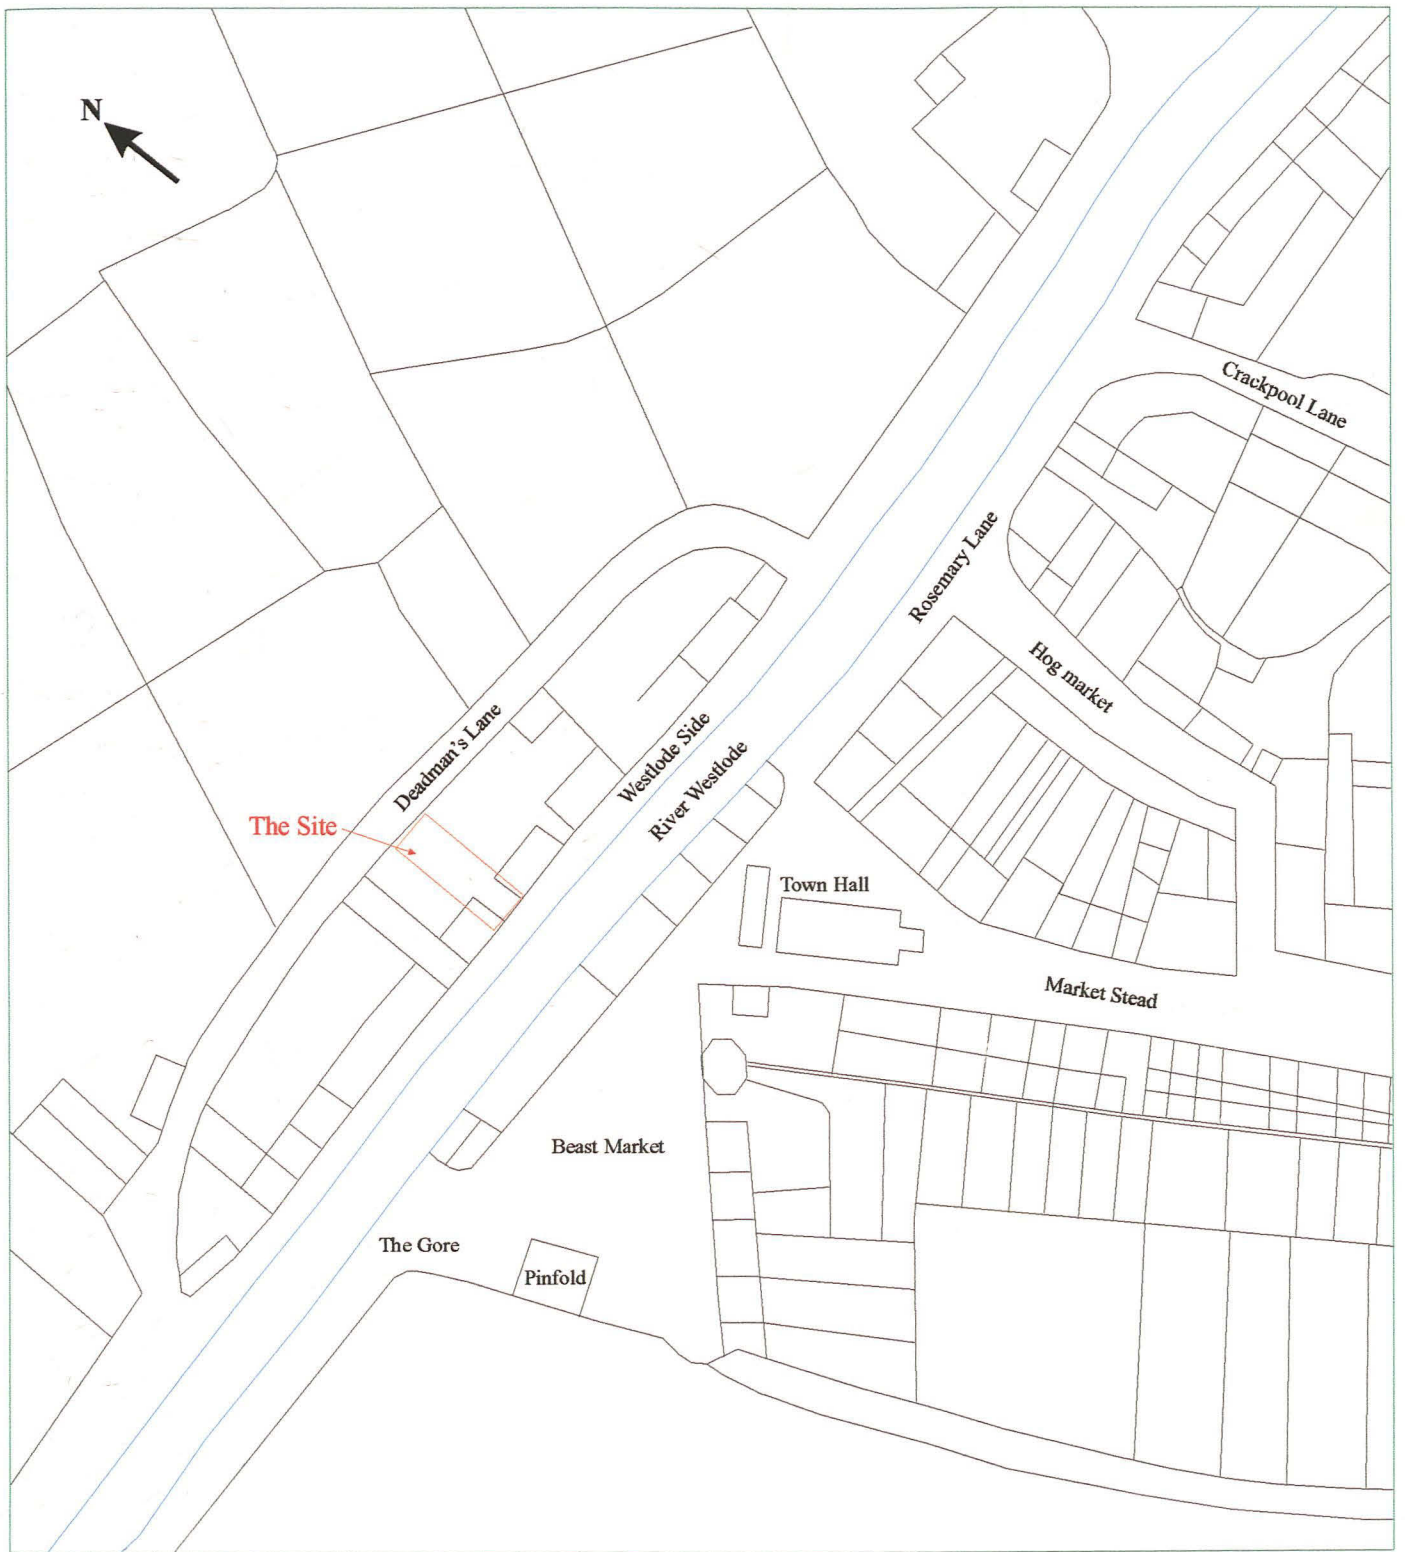 N
Crackpool Lane
Rosemary Lane
Hog market
Deadman's Lane
Westlode Side
River Westlode
The Site
Town Hall
Market Stead
Beast Market
The Gore
Pinfold